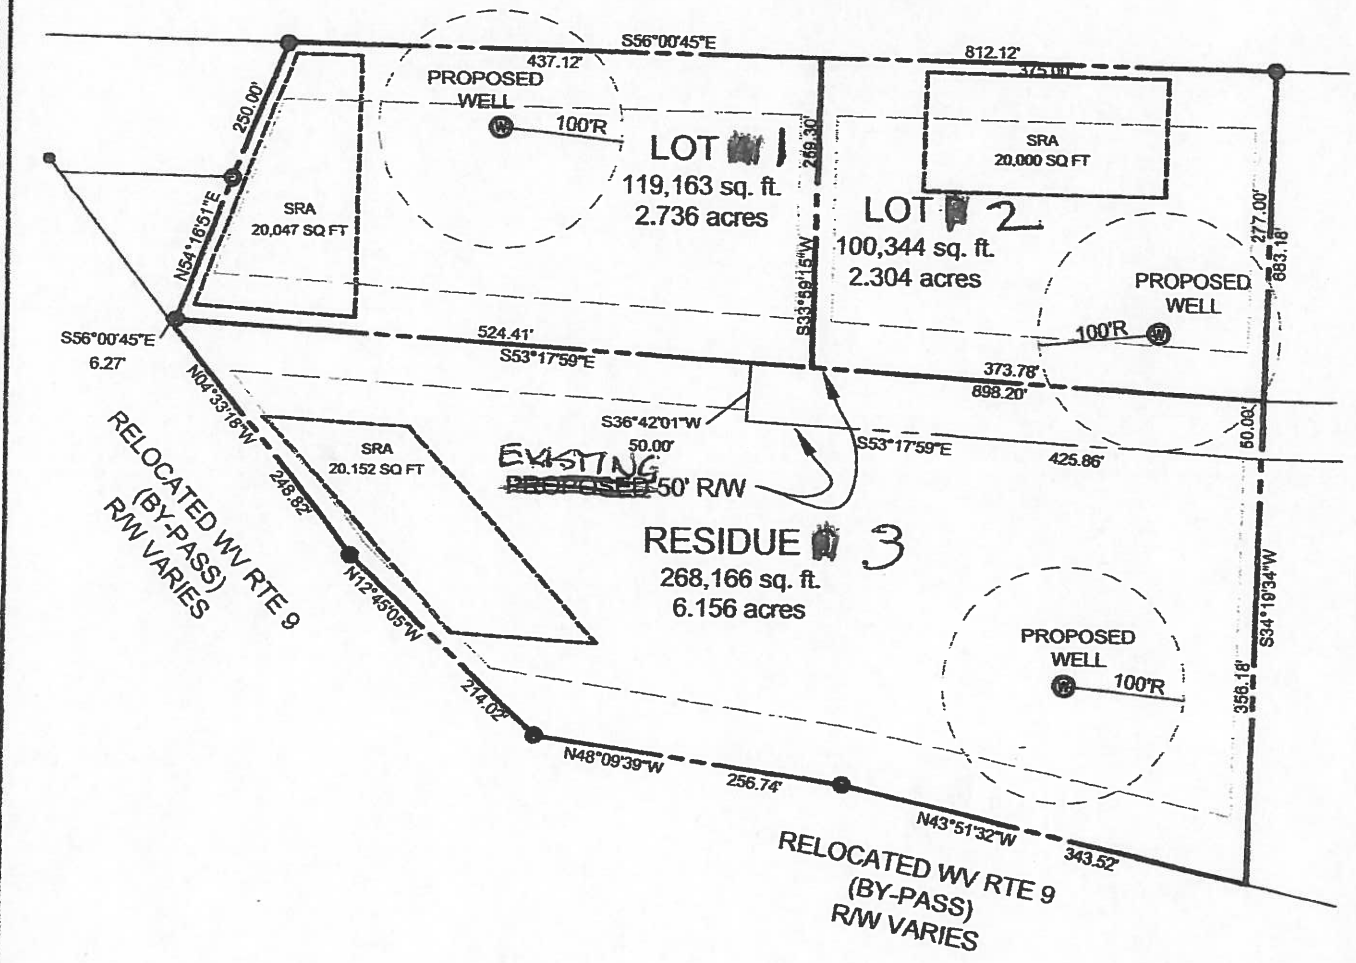 S56°00'45"E
437.12'
812.12'
375.00'
250.00'
PROPOSED
WELL
W
100'R
LOT 1
119,163 sq. ft.
2.736 acres
269.30'
SRA
20,000 SQ FT
SRA
20,047 SQ FT
N54°16'51"E
LOT 2
100,344 sq. ft.
2.304 acres
S33°59'15"W
277.00'
683.18'
PROPOSED
WELL
100'R
W
S56°00'45"E
6.27'
524.41'
S53°17'59"E
373.78'
898.20'
N04°33'18"W
S36°42'01"W
50.00'
S53°17'59"E
425.86'
50.00'
RELOCATED WV RTE 9
(BY-PASS)
R/W VARIES
SRA
20,152 SQ FT
248.82'
EXISTING
PROPOSED 50' R/W
RESIDUE 3
268,166 sq. ft.
6.156 acres
N12°45'05"W
214.02'
S34°19'34"W
356.18'
PROPOSED
WELL
W
100'R
N48°09'39"W
256.74'
N43°51'32"W
343.52'
RELOCATED WV RTE 9
(BY-PASS)
R/W VARIES